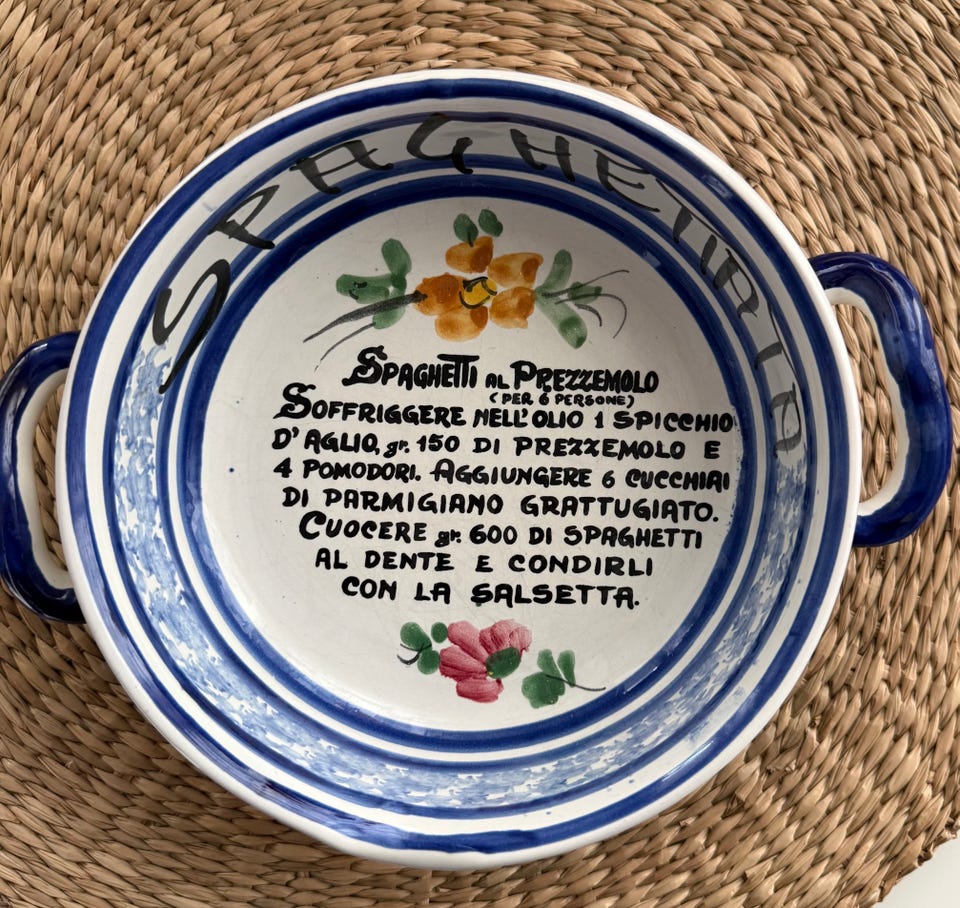 SPAGHETTATA
SPAGHETTI AL PREZZEMOLO
(PER 6 PERSONE)
SOFFRIGGERE NELL'OLIO 1 SPICCHIO
D'AGLIO, gr. 150 DI PREZZEMOLO E
4 POMODORI. AGGIUNGERE 6 CUCCHIAI
DI PARMIGIANO GRATTUGIATO.
CUOCERE gr. 600 DI SPAGHETTI
AL DENTE E CONDIRLI
CON LA SALSETTA.